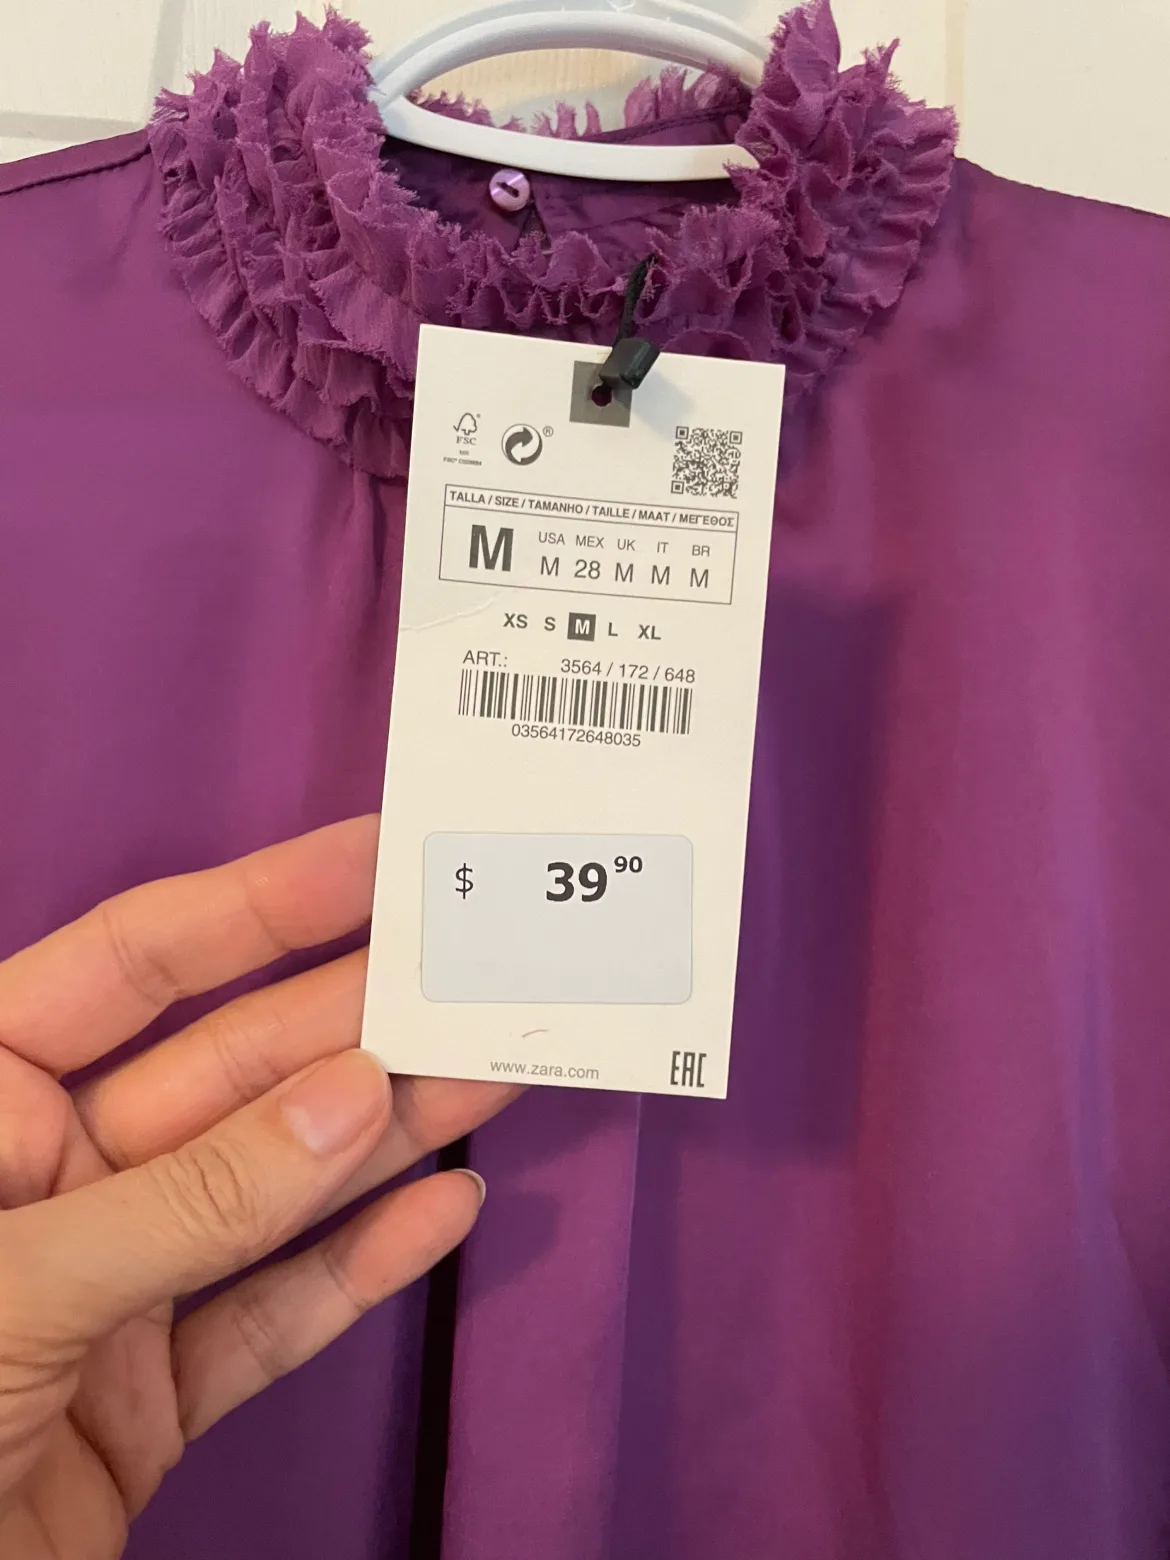 FSC
®
TALLA / SIZE / TAMANHO / TAILLE / MAAT / ΜΕΓΕΘΟΣ
M
USA MEX UK IT BR
M 28 M M M
XS S M L XL
ART.: 3564 / 172 / 648
03564172648035
$ 39 90
www.zara.com
EAC